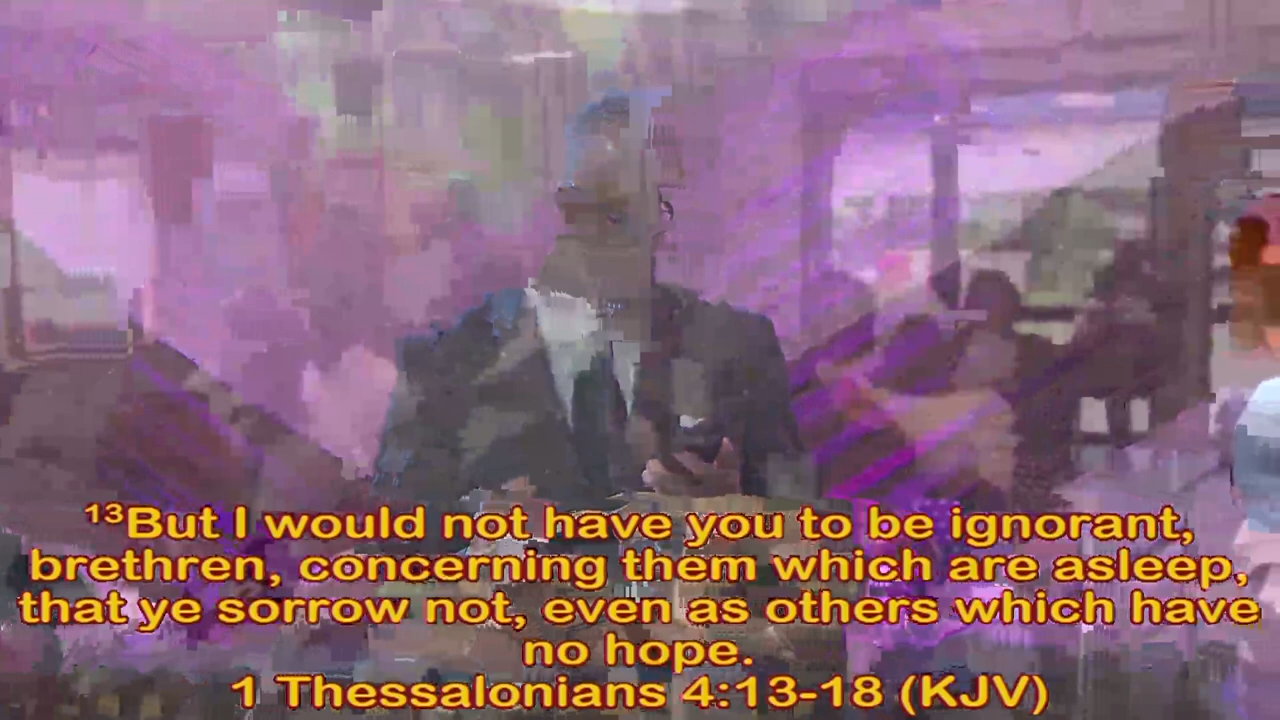 ¹³But I would not have you to be ignorant,
brethren, concerning them which are asleep,
that ye sorrow not, even as others which have
no hope.
1 Thessalonians 4:13-18 (KJV)